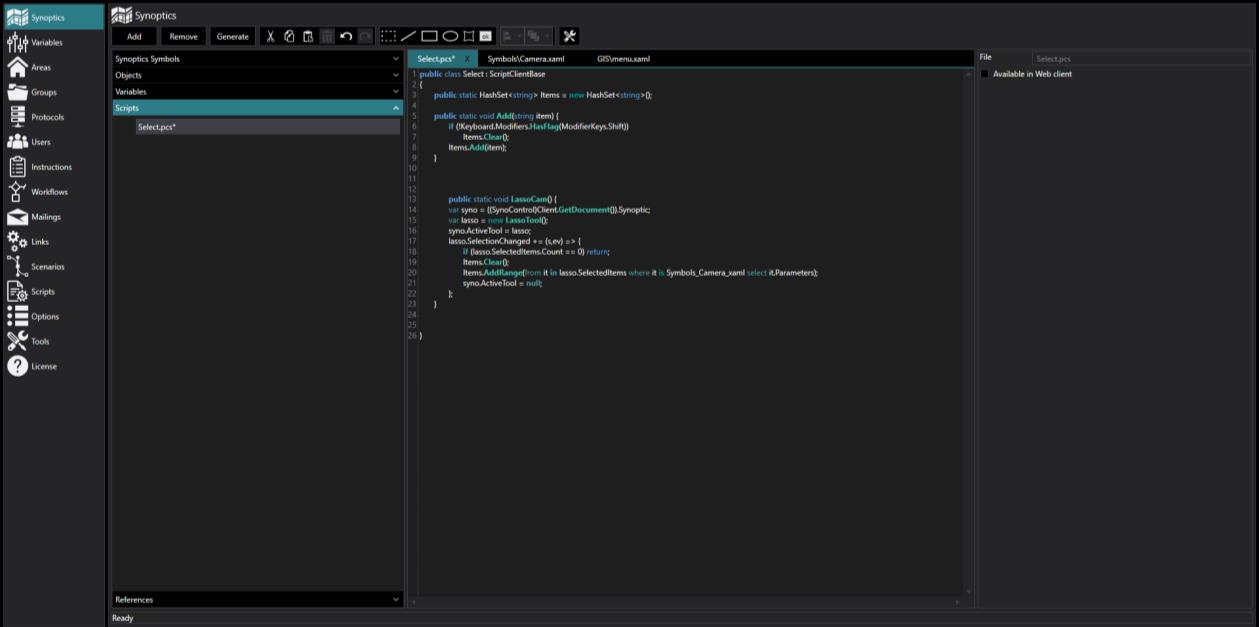 Synoptics
Variables
Areas
Groups
Protocols
Users
Instructions
Workflows
Mailings
Links
Scenarios
Scripts
Options
Tools
License
Synoptics
Add Remove Generate ok
Synoptics Symbols
Objects
Variables
Scripts
Select.pcs*
References
Ready
Select.pcs* X Symbols\Camera.xaml GIS\menu.xaml
1 public class Select : ScriptClientBase
2 {
3 public static HashSet<string> Items = new HashSet<string>();
4
5 public static void Add(string item) {
6 if (!Keyboard.Modifiers.HasFlag(ModifierKeys.Shift))
7 Items.Clear();
8 Items.Add(item);
9 }
10
11
12
13 public static void LassoCam() {
14 var syno = ((SynoControl)Client.GetDocument()).Synoptic;
15 var lasso = new LassoTool();
16 syno.ActiveTool = lasso;
17 lasso.SelectionChanged += (s,ev) => {
18 if (lasso.SelectedItems.Count == 0) return;
19 Items.Clear();
20 Items.AddRange(from it in lasso.SelectedItems where it is Symbols_Camera_xaml select it.Parameters);
21 syno.ActiveTool = null;
22 };
23 }
24
25
26 }
File Select.pcs
Available in Web client